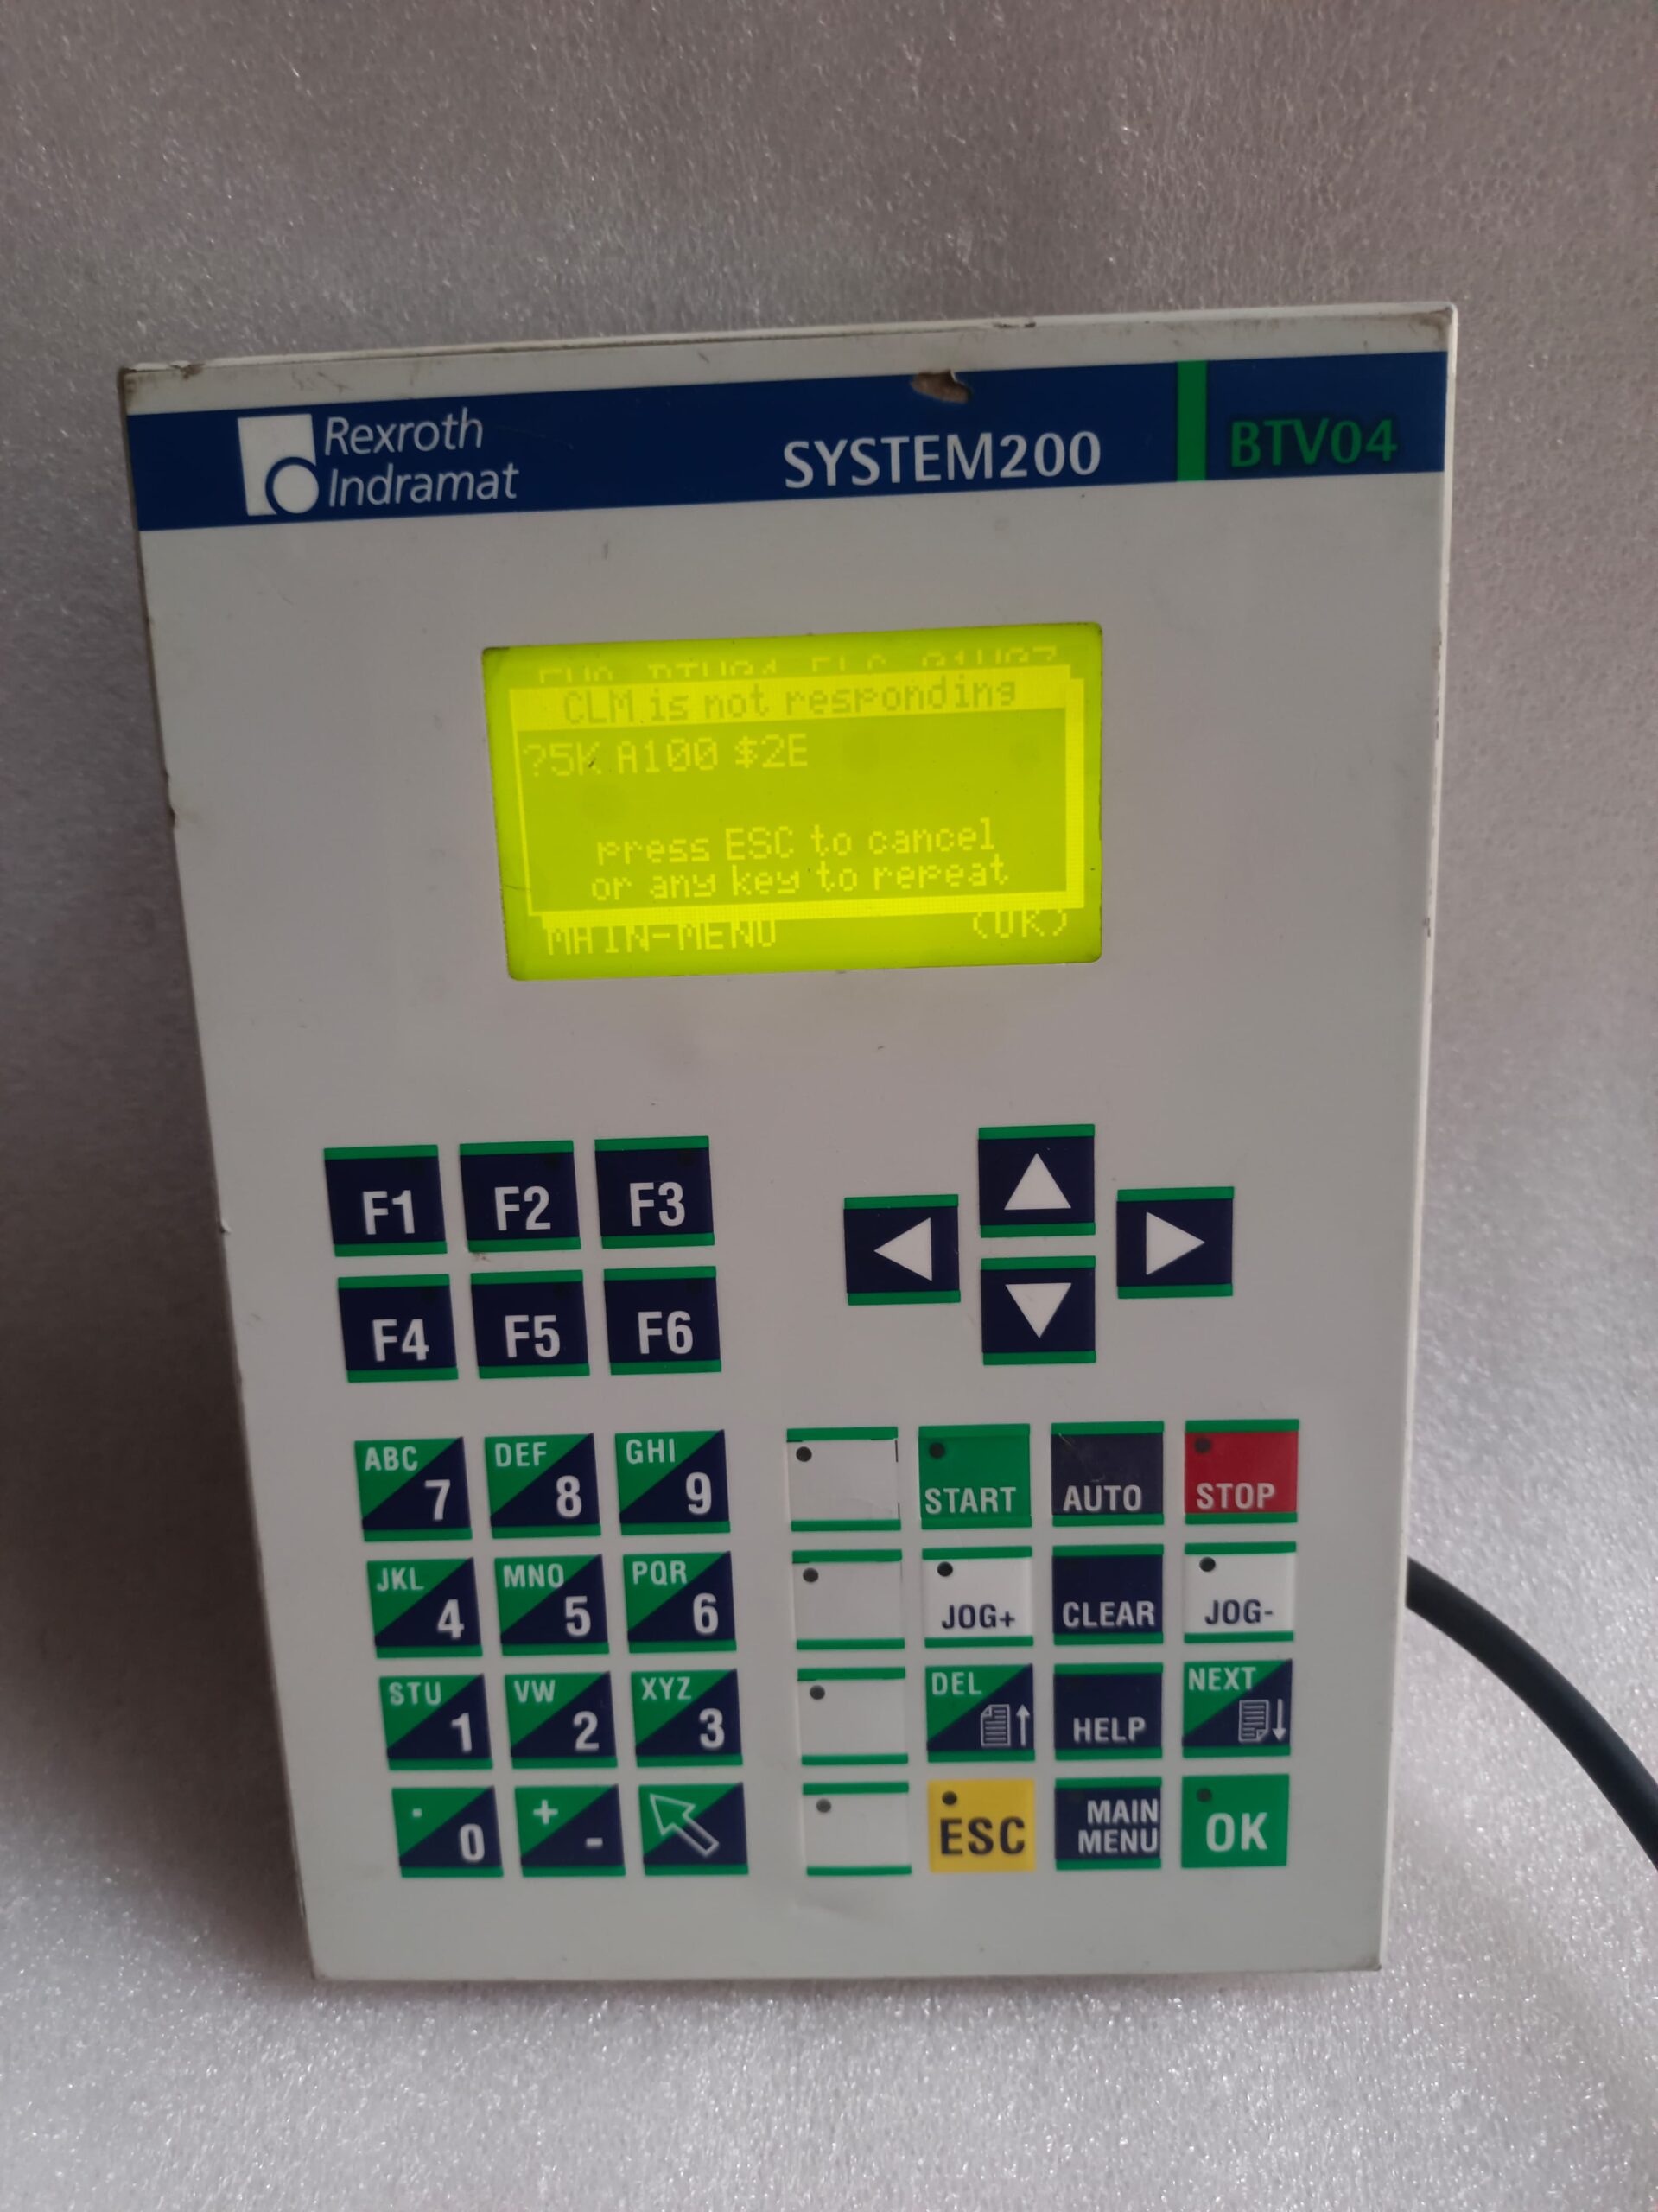 Rexroth
Indramat
SYSTEM200
BTV04
CLM is not responding
?5K A100 $2E
press ESC to cancel
or any key to repeat
MAIN-MENU (OK)
F1 F2 F3
F4 F5 F6
ABC 7 DEF 8 GHI 9
START AUTO STOP
JKL 4 MNO 5 PQR 6
JOG+ CLEAR JOG-
STU 1 VW 2 XYZ 3
DEL HELP NEXT
. 0 + -
ESC MAIN MENU OK